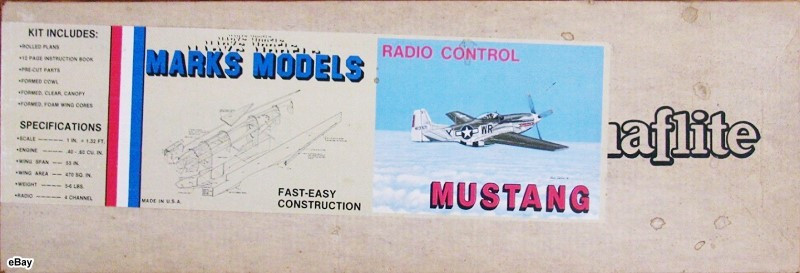 KIT INCLUDES:
•ROLLED PLANS
•12 PAGE INSTRUCTION BOOK
•PRE-CUT PARTS
•FORMED COWL
•FORMED, CLEAR, CANOPY
•FORMED, FOAM WING CORES
SPECIFICATIONS
•SCALE 1 IN. = 1.32 FT.
•ENGINE .40-.60 CU. IN.
•WING SPAN
•WING AREA 470 SQ. IN.
•WEIGHT 5-6 LBS.
•RADIO 4 CHANNEL
MARKS MODELS
MADE IN U.S.A.
FAST-EASY
CONSTRUCTION
RADIO CONTROL
WR
MUSTANG
aflite
eBay